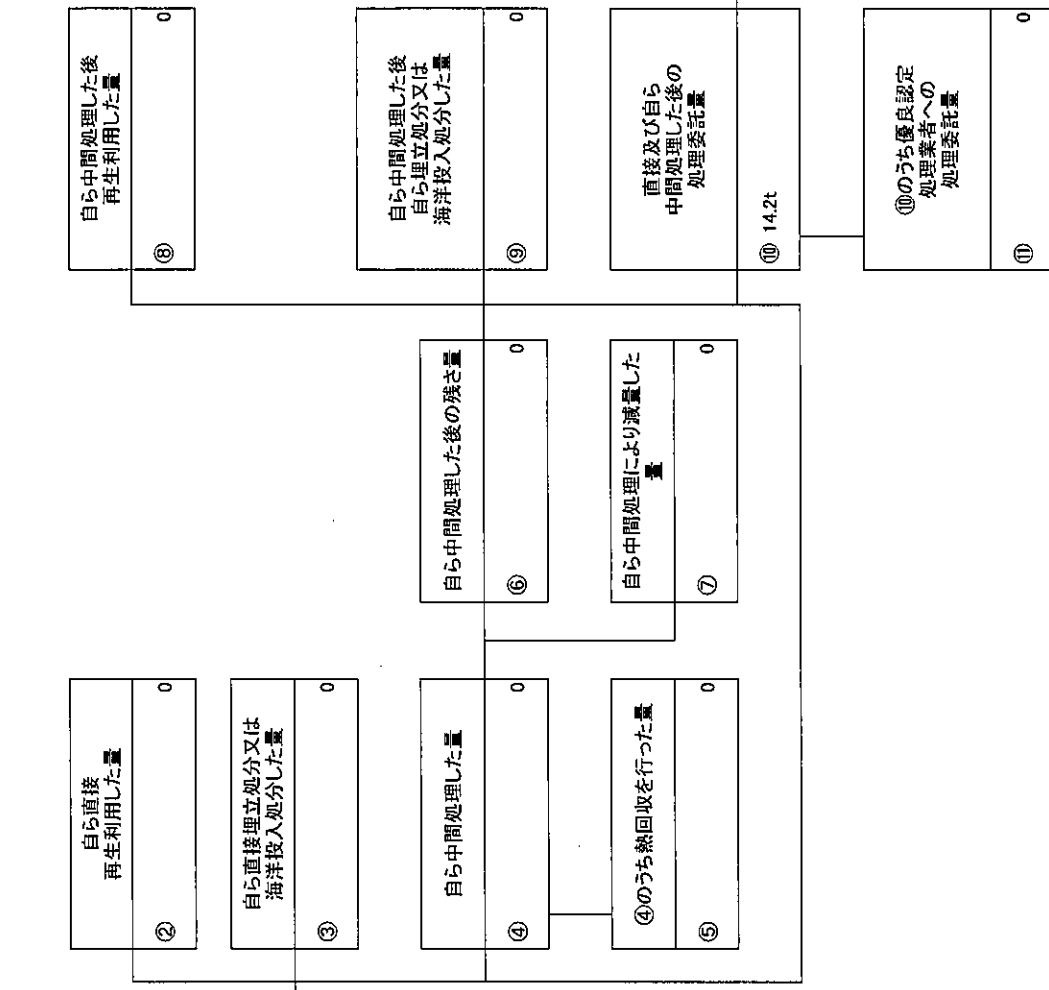 自ら直接
再生利用した量
② 0
自ら直接埋立処分又は
海洋投入処分した量
③ 0
自ら中間処理した量
④ 0
④のうち熱回収を行った量
⑤ 0
自ら中間処理した後の残さ量
⑥ 0
自ら中間処理により減量した
量
⑦ 0
自ら中間処理した後
再生利用した量
⑧ 0
自ら中間処理した後
自ら埋立処分又は
海洋投入処分した量
⑨ 0
直接及び自ら
中間処理した後の
処理委託量
⑩ 14.2t
⑩のうち優良認定
処理業者への
処理委託量
⑪ 0